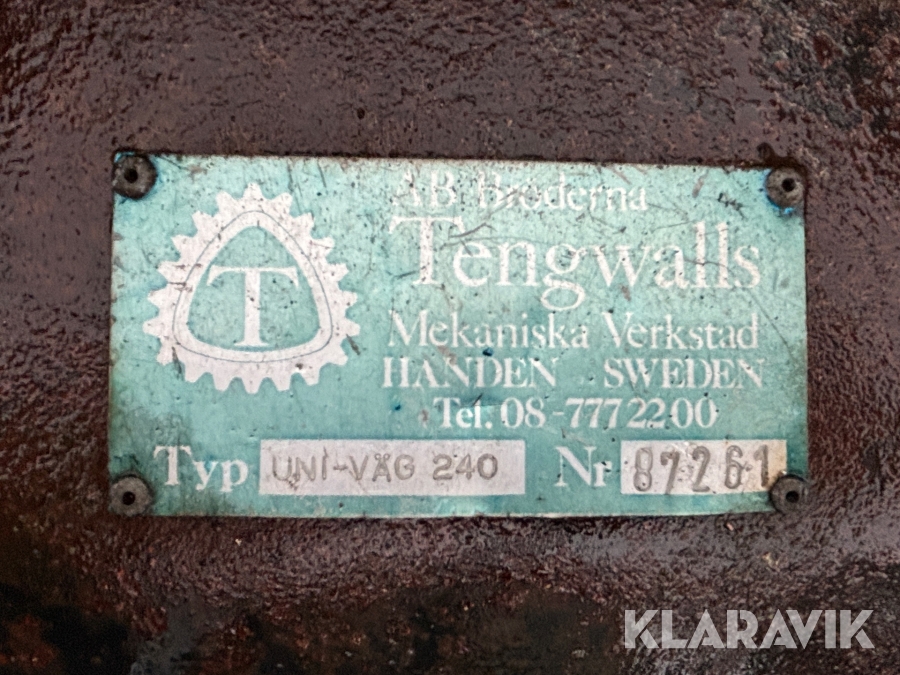 AB Bröderna
Tengwalls
T
Mekaniska Verkstad
HANDEN SWEDEN
Tel. 08-777 22 00
Typ UNI-VÄG 240 Nr 87261
KLARAVIK